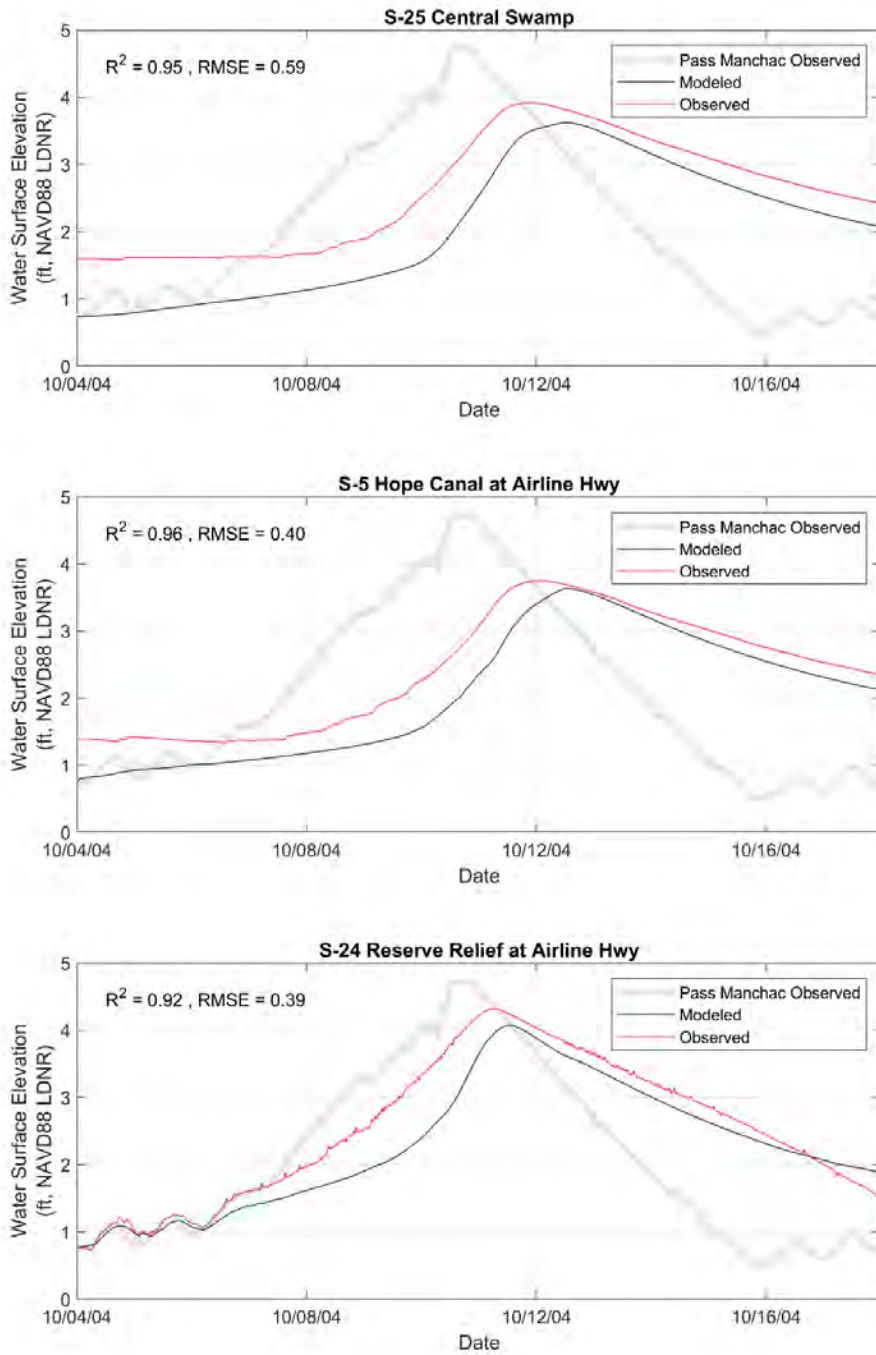 S-25 Central Swamp
R² = 0.95 , RMSE = 0.59
Pass Manchac Observed
Modeled
Observed
Water Surface Elevation
(ft, NAVD88 LDNR)
5
4
3
2
1
0
10/04/04 10/08/04 10/12/04 10/16/04
Date
S-5 Hope Canal at Airline Hwy
R² = 0.96 , RMSE = 0.40
Pass Manchac Observed
Modeled
Observed
Water Surface Elevation
(ft, NAVD88 LDNR)
5
4
3
2
1
0
10/04/04 10/08/04 10/12/04 10/16/04
Date
S-24 Reserve Relief at Airline Hwy
R² = 0.92 , RMSE = 0.39
Pass Manchac Observed
Modeled
Observed
Water Surface Elevation
(ft, NAVD88 LDNR)
5
4
3
2
1
0
10/04/04 10/08/04 10/12/04 10/16/04
Date